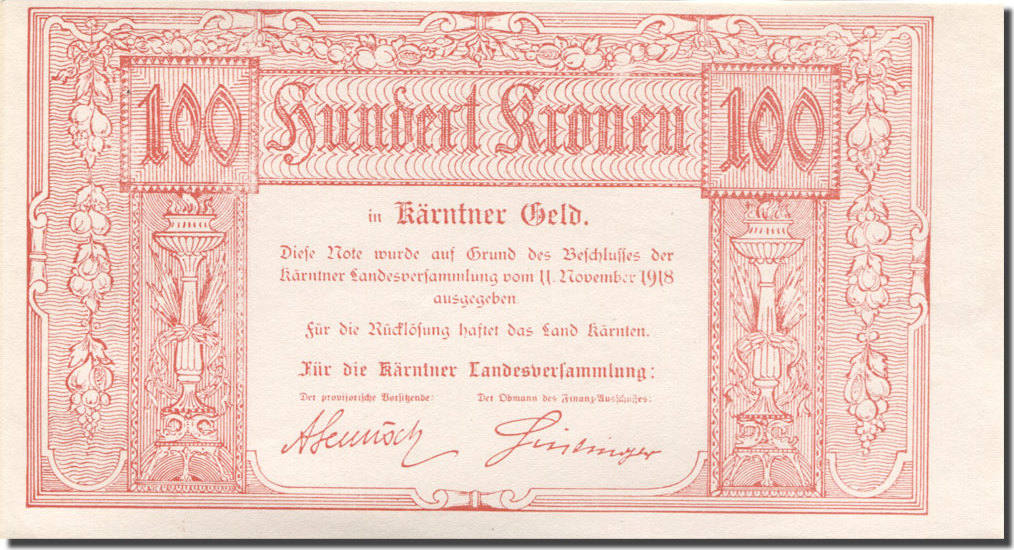 100 Hundert Kronen 100
in Kärntner Geld.
Diese Note wurde auf Grund des Beschlusses der
Kärntner Landesversammlung vom 11. November 1918
ausgegeben.
Für die Rücklösung haftet das Land Kärnten.
Für die Kärntner Landesversammlung:
Der provisorische Vorsitzende: Der Obmann des Finanz-Ausschusses: